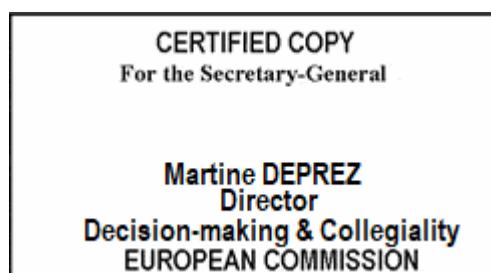 CERTIFIED COPY
For the Secretary-General
Martine DEPREZ
Director
Decision-making & Collegiality
EUROPEAN COMMISSION